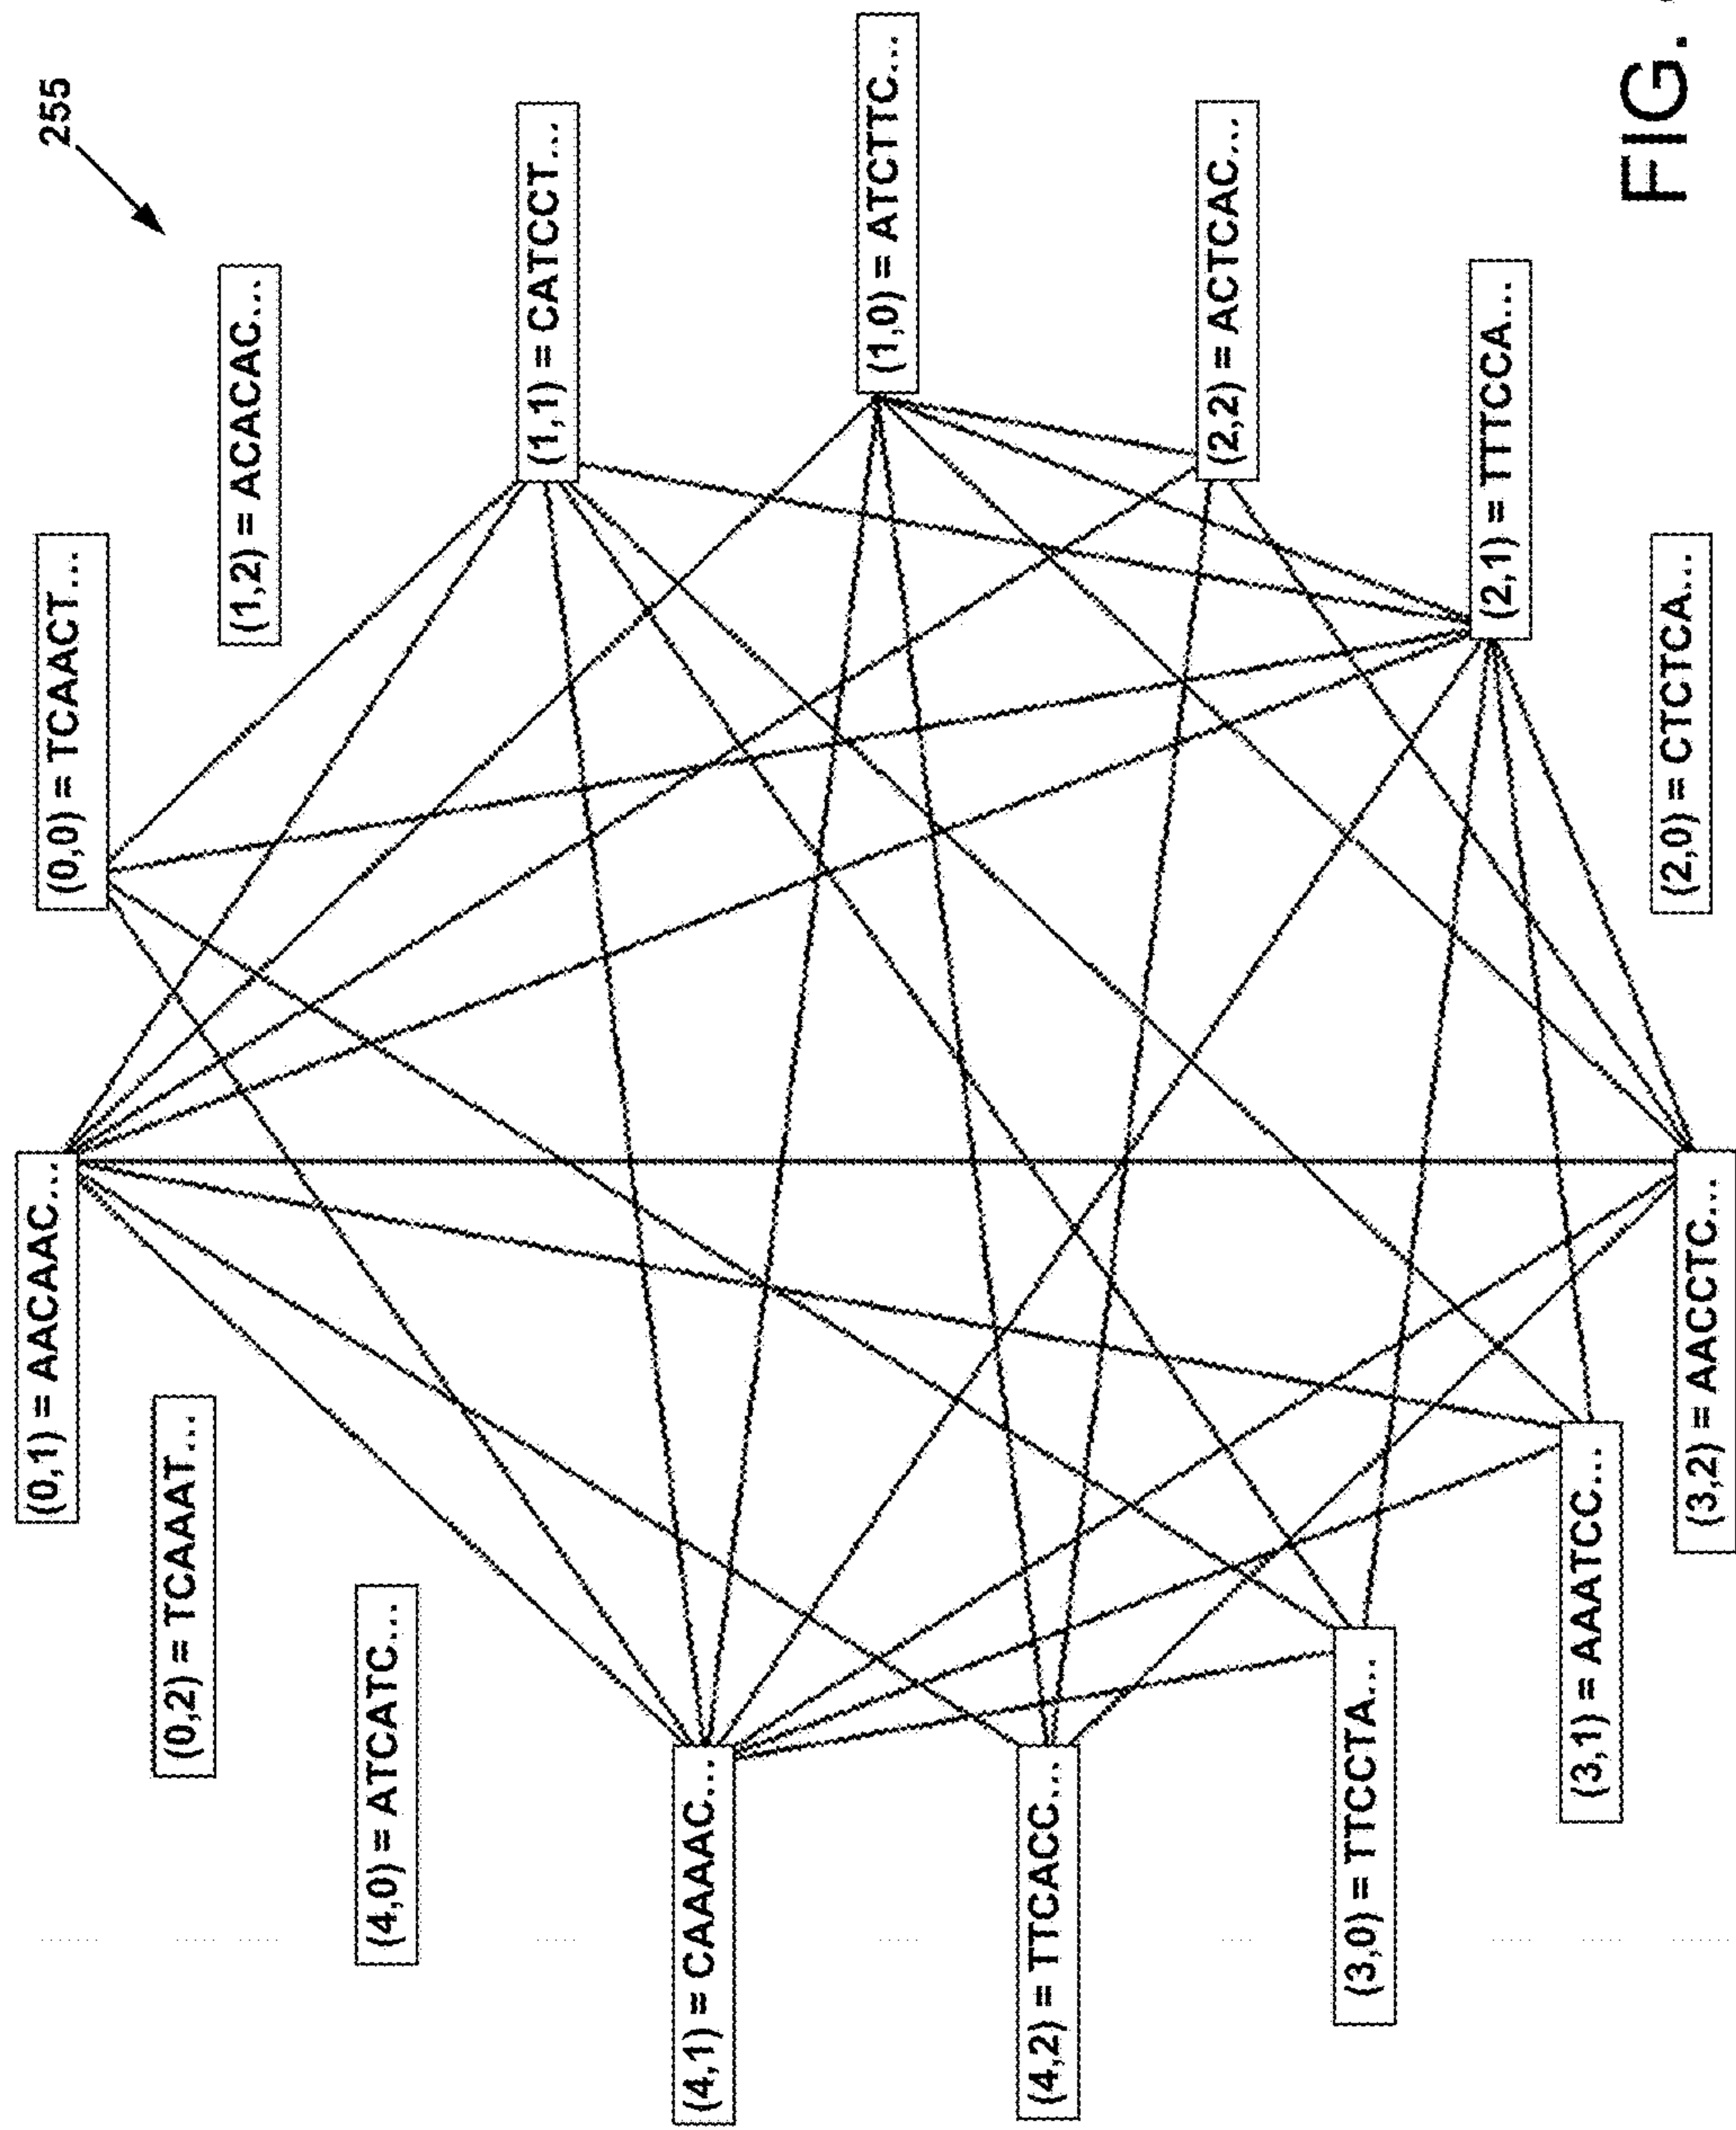 255
(0,0) = TCAACT...
(0,1) = AACAAC...
(1,2) = ACACAC...
(0,2) = TCAAAT...
(1,1) = CATCCT...
(4,0) = ATCATC...
(1,0) = ATCTTC...
(4,1) = CAAAAC...
(2,2) = ACTCAC...
(4,2) = TTCACC...
(2,1) = TTTCCA...
(3,0) = TTCCTA...
(2,0) = CTCTCA...
(3,1) = AAATCC...
(3,2) = AACCTC...
FIG.